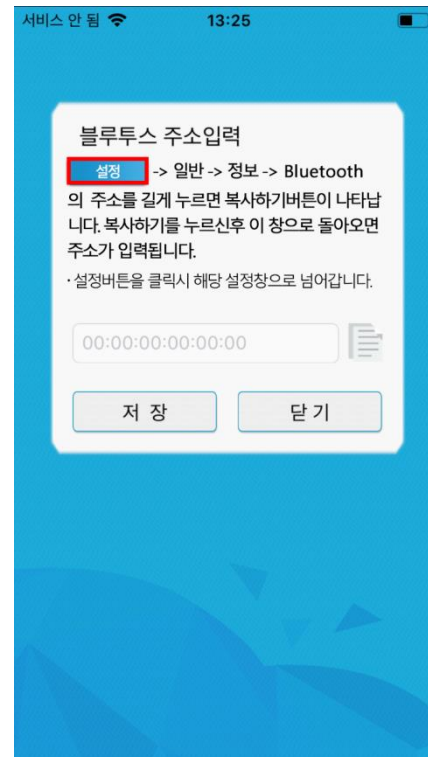 서비스 안 됨 13:25
블루투스 주소입력
설정 -> 일반 -> 정보 -> Bluetooth
의 주소를 길게 누르면 복사하기버튼이 나타납
니다. 복사하기를 누르신후 이 창으로 돌아오면
주소가 입력됩니다.
·설정버튼을 클릭시 해당 설정창으로 넘어갑니다.
00:00:00:00:00:00
저 장 닫 기